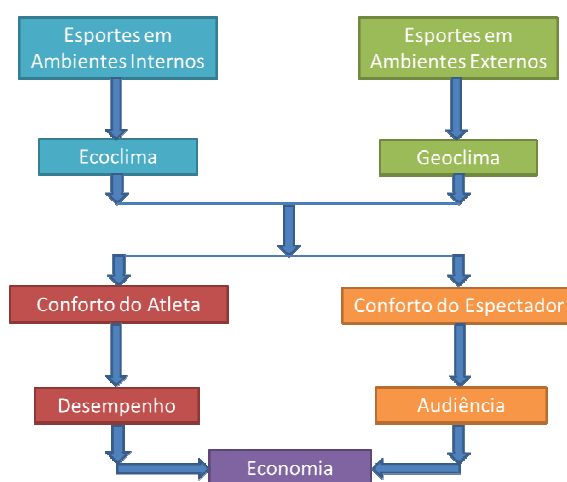 Esportes em
Ambientes Internos
Esportes em
Ambientes Externos
Ecoclima
Geoclima
Conforto do Atleta
Conforto do Espectador
Desempenho
Audiência
Economia